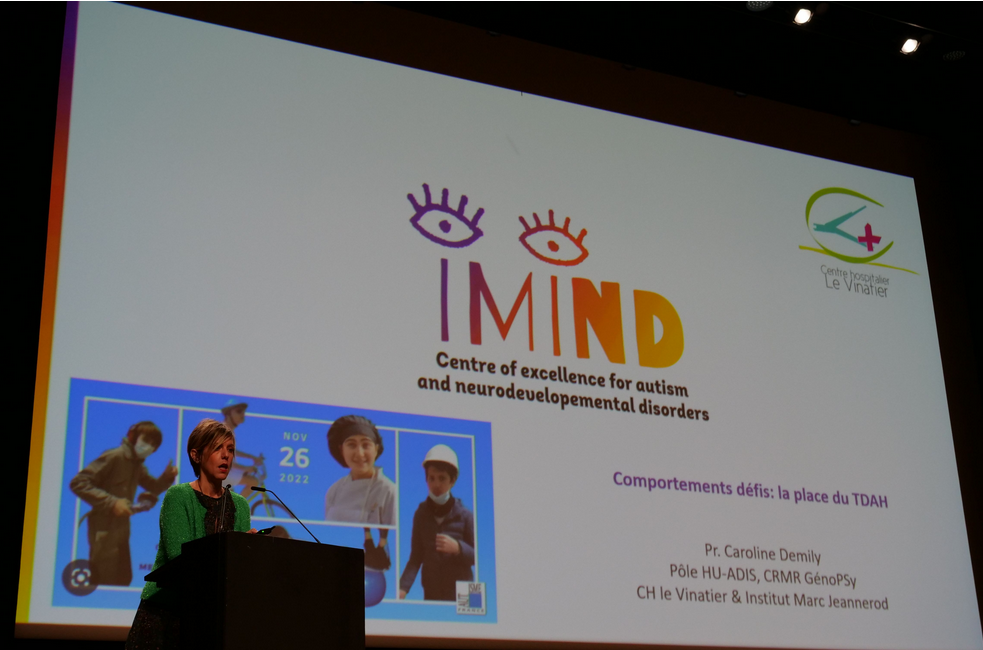 IMIND
Centre of excellence for autism
and neurodevelopemental disorders
Centre hospitalier
Le Vinatier
NOV
26
2022
Comportements défis: la place du TDAH
Pr. Caroline Demily
Pôle HU-ADIS, CRMR GénoPSy
CH le Vinatier & Institut Marc Jeannerod